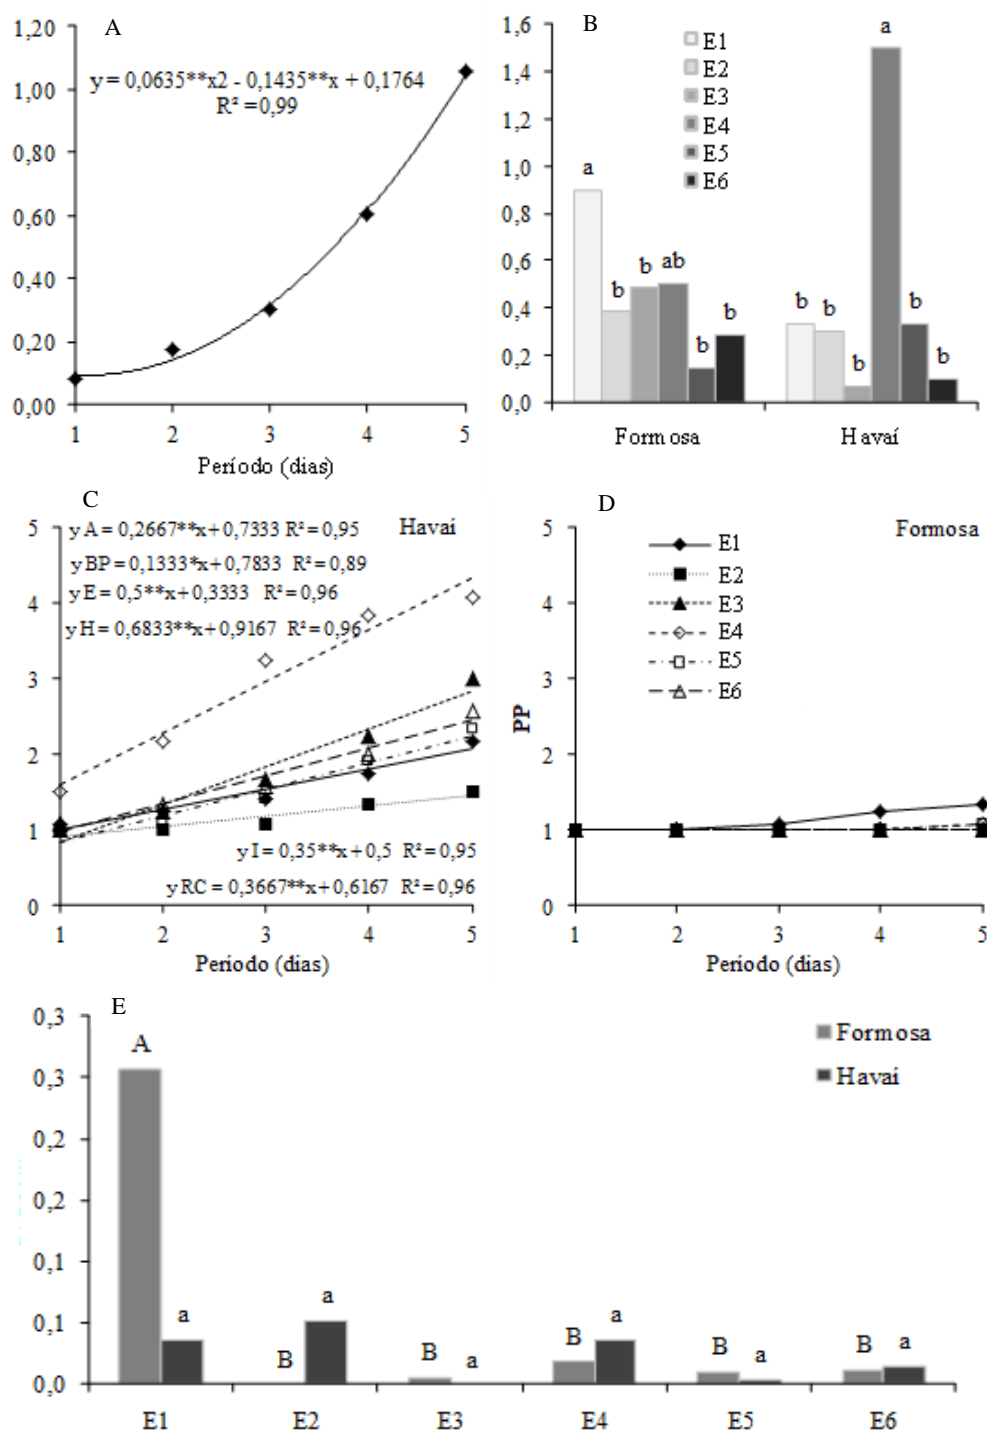 A
y = 0,0635**x2 - 0,1435**x + 0,1764
R² = 0,99
1,20
1,00
0,80
0,60
0,40
0,20
0,00
1 2 3 4 5
Período (dias)
B
E1
E2
E3
E4
E5
E6
1,6
1,4
1,2
1,0
0,8
0,6
0,4
0,2
0,0
a b b ab b b
b b b a b b
Formosa Havaí
C
Havaí
yA = 0,2667**x + 0,7333 R² = 0,95
yBP = 0,1333*x + 0,7833 R² = 0,89
yE = 0,5**x + 0,3333 R² = 0,96
yH = 0,6833**x + 0,9167 R² = 0,96
yI = 0,35**x + 0,5 R² = 0,95
yRC = 0,3667**x + 0,6167 R² = 0,96
5
4
3
2
1
0
1 2 3 4 5
Período (dias)
D
Formosa
E1
E2
E3
E4
E5
E6
PP
5
4
3
2
1
0
1 2 3 4 5
Período (dias)
E
Formosa
Havaí
0,3
0,3
0,2
0,2
0,1
0,1
0,0
A a B a B a B a B a B a
E1 E2 E3 E4 E5 E6